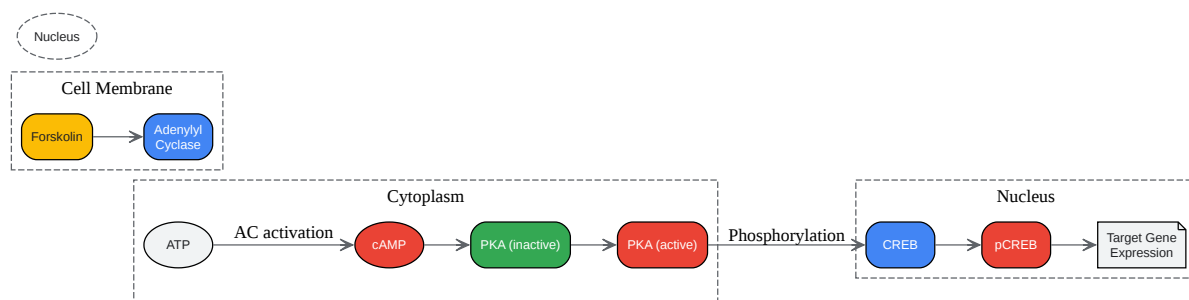 Nucleus
Cell Membrane
Forskolin
Adenylyl
Cyclase
Cytoplasm
ATP
AC activation
cAMP
PKA (inactive)
PKA (active)
Phosphorylation
Nucleus
CREB
pCREB
Target Gene
Expression